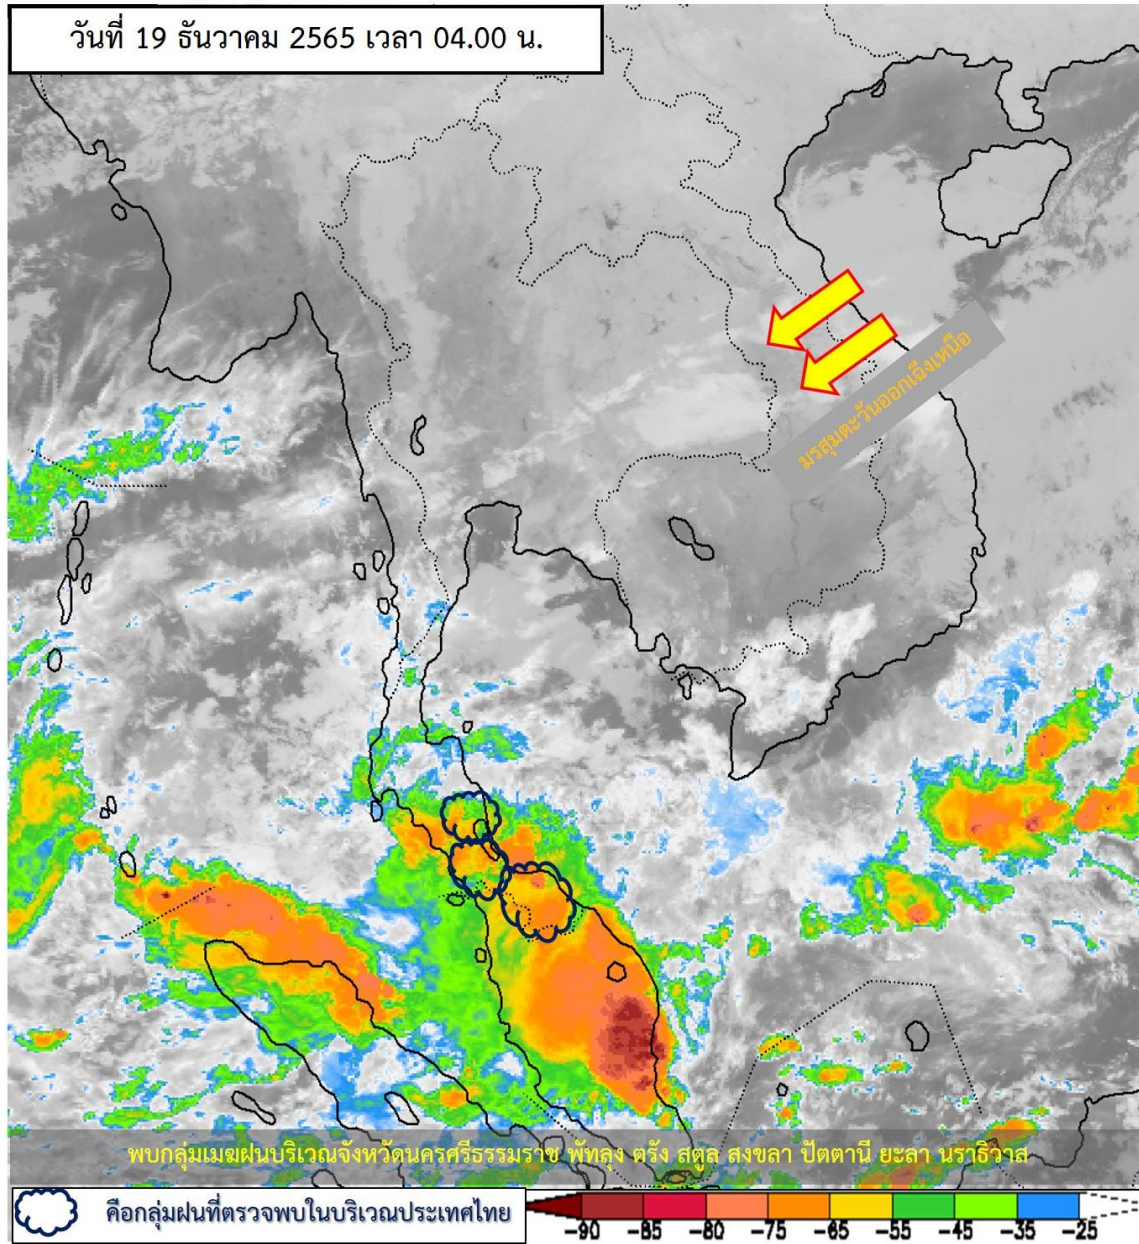 วันที่ 19 ธันวาคม 2565 เวลา 04.00 น.
มรสุมตะวันออกเฉียงเหนือ
พบกลุ่มเมฆฝนบริเวณจังหวัดนครศรีธรรมราช พัทลุง ตรัง สตูล สงขลา ปัตตานี ยะลา นราธิวาส
คือกลุ่มฝนที่ตรวจพบในบริเวณประเทศไทย
-90 -85 -80 -75 -70 -65 -55 -45 -35 -25